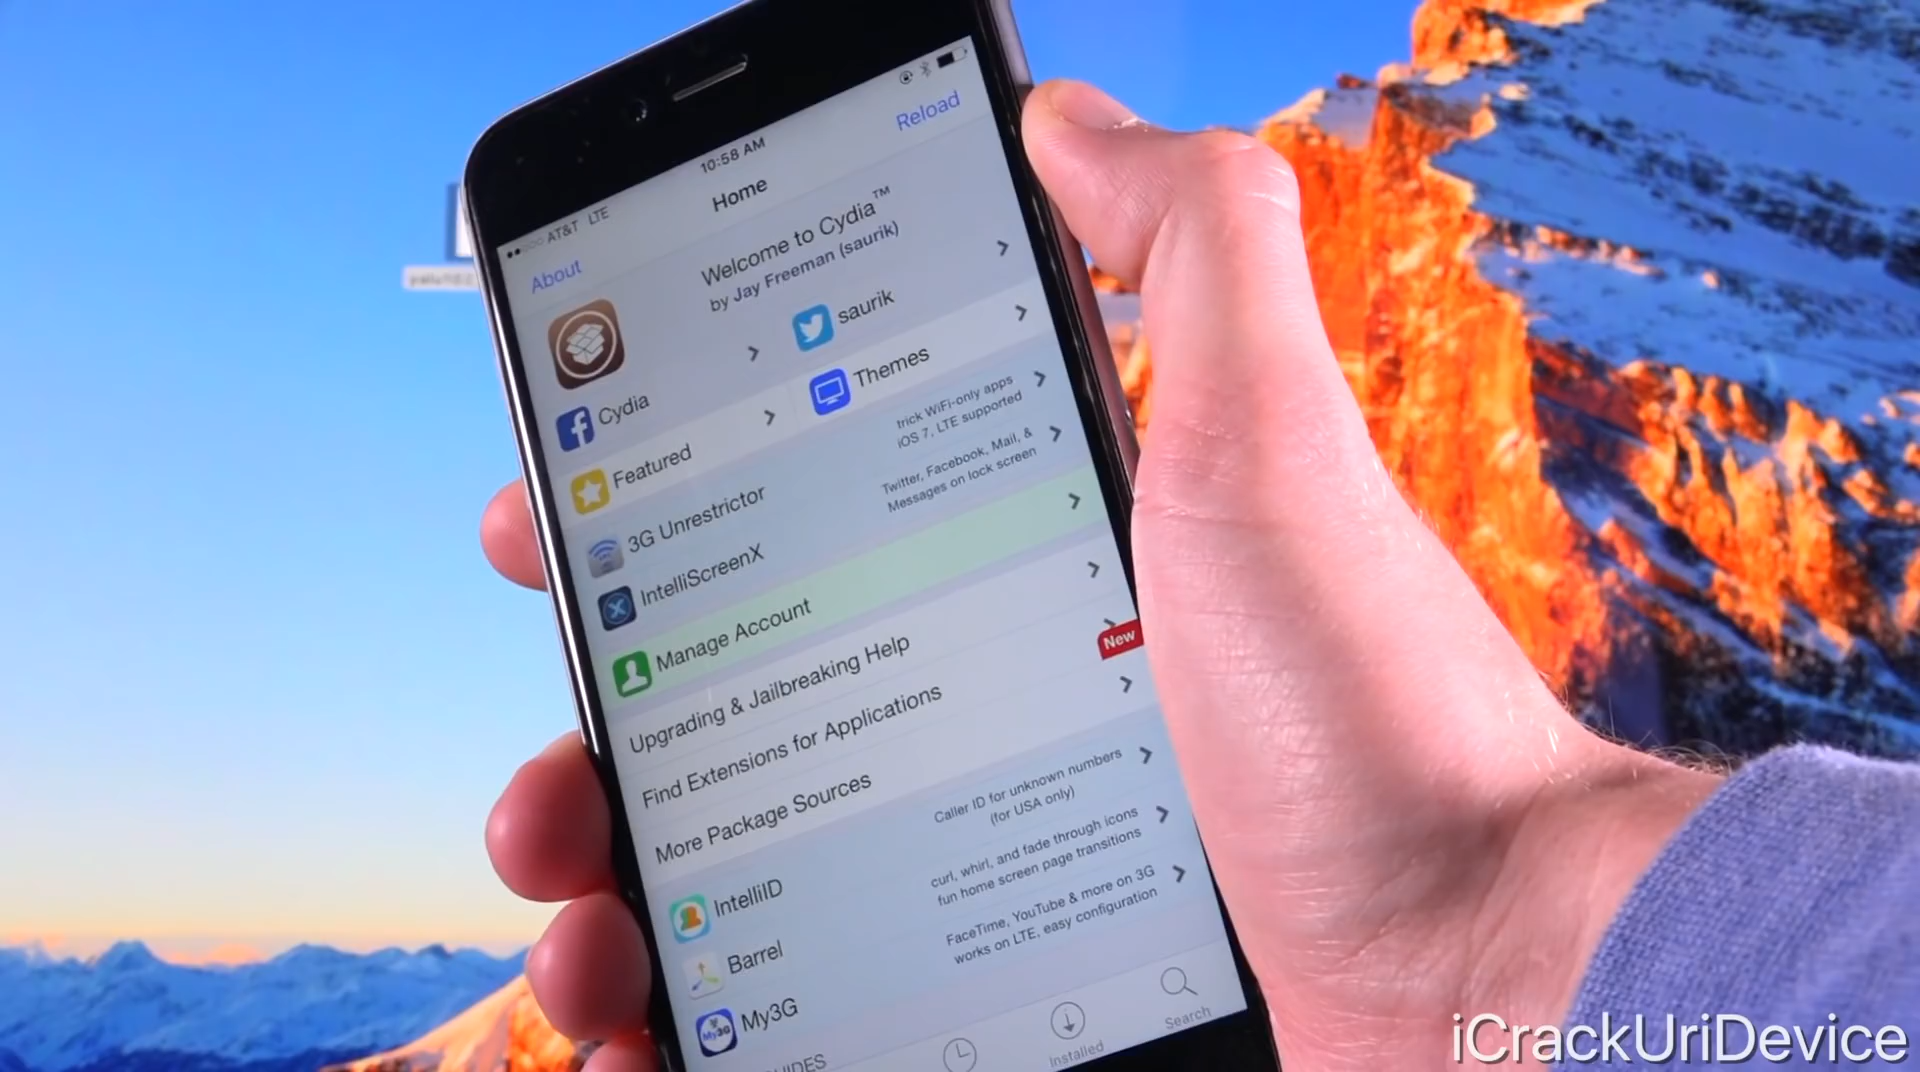 AT&T LTE
10:58 AM
About
Home
Reload
Welcome to Cydia™
by Jay Freeman (saurik)
Cydia
saurik
Featured
Themes
3G Unrestrictor
trick WiFi-only apps
iOS 7, LTE supported
IntelliScreenX
Twitter, Facebook, Mail, &
Messages on lock screen
Manage Account
Upgrading & Jailbreaking Help
Find Extensions for Applications
New
More Package Sources
IntelliID
Caller ID for unknown numbers
(for USA only)
Barrel
curl, whirl, and fade through icons
fun home screen page transitions
My3G
My3G
FaceTime, YouTube & more on 3G
works on LTE, easy configuration
Installed
Search
iCrackUriDevice